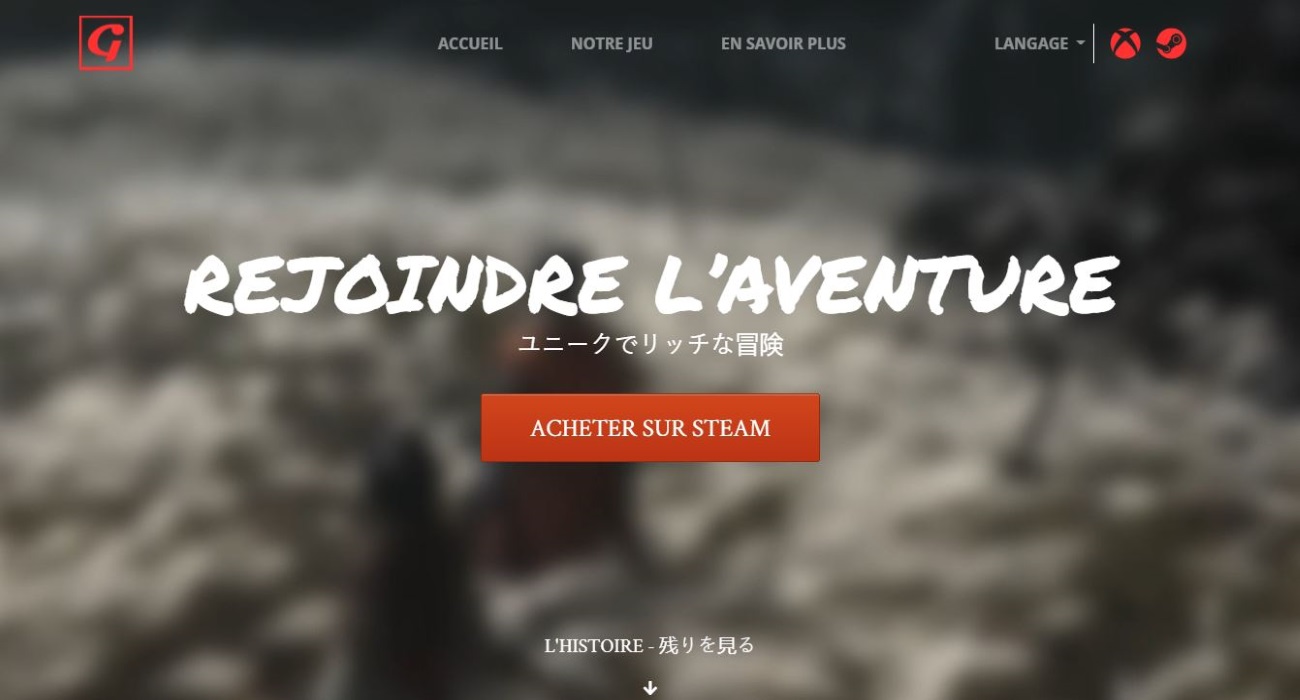 G
ACCUEIL NOTRE JEU EN SAVOIR PLUS LANGAGE
REJOINDRE L'AVENTURE
ユニークでリッチな冒険
ACHETER SUR STEAM
L'HISTOIRE - 残りを見る